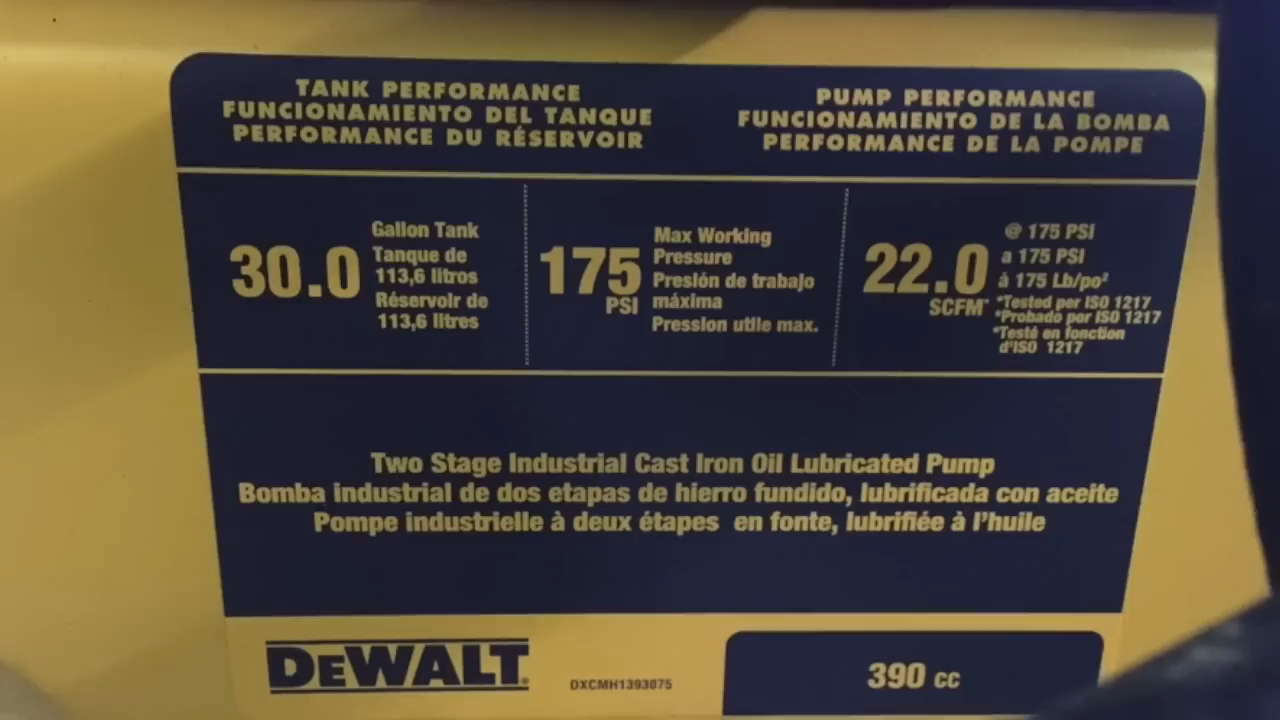 TANK PERFORMANCE
FUNCIONAMIENTO DEL TANQUE
PERFORMANCE DU RÉSERVOIR
PUMP PERFORMANCE
FUNCIONAMIENTO DE LA BOMBA
PERFORMANCE DE LA POMPE
30.0
Gallon Tank
Tanque de
113,6 litros
Réservoir de
113,6 litres
175
PSI
Max Working
Pressure
Presión de trabajo
máxima
Pression utile max.
22.0
SCFM*
@ 175 PSI
a 175 PSI
à 175 Lb/po²
*Tested per ISO 1217
*Probado por ISO 1217
*Testé en fonction
d'ISO 1217
Two Stage Industrial Cast Iron Oil Lubricated Pump
Bomba industrial de dos etapas de hierro fundido, lubrificada con aceite
Pompe industrielle à deux étapes en fonte, lubrifiée à l'huile
DEWALT®
DXCMH1393075
390 cc